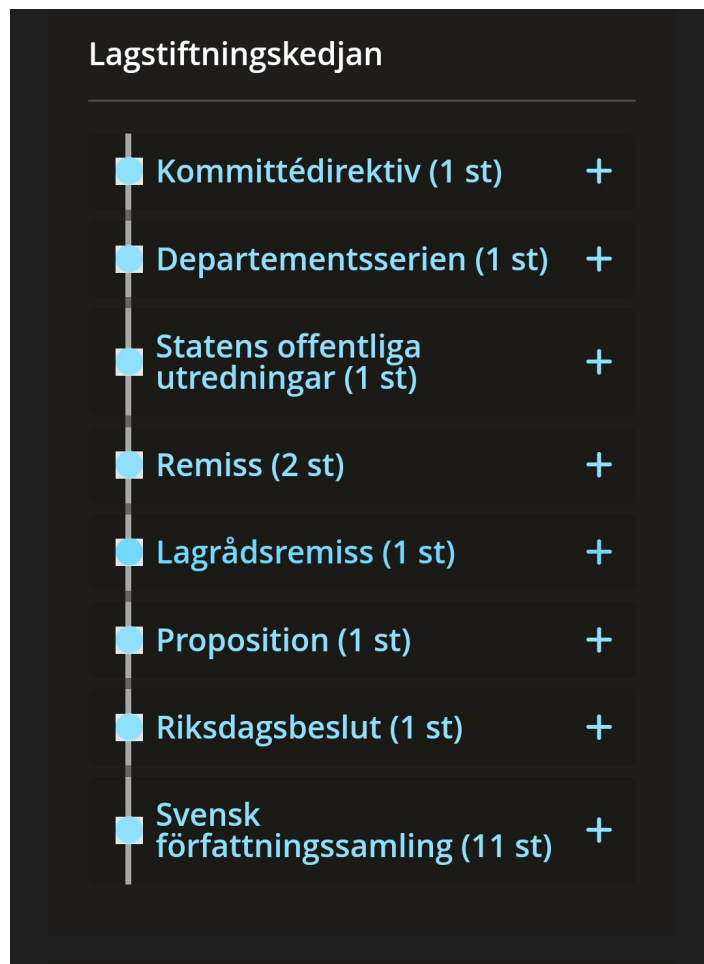 Lagstiftningskedjan
Kommittédirektiv (1 st)
Departementsserien (1 st)
Statens offentliga
utredningar (1 st)
Remiss (2 st)
Lagrådsremiss (1 st)
Proposition (1 st)
Riksdagsbeslut (1 st)
Svensk
författningssamling (11 st)